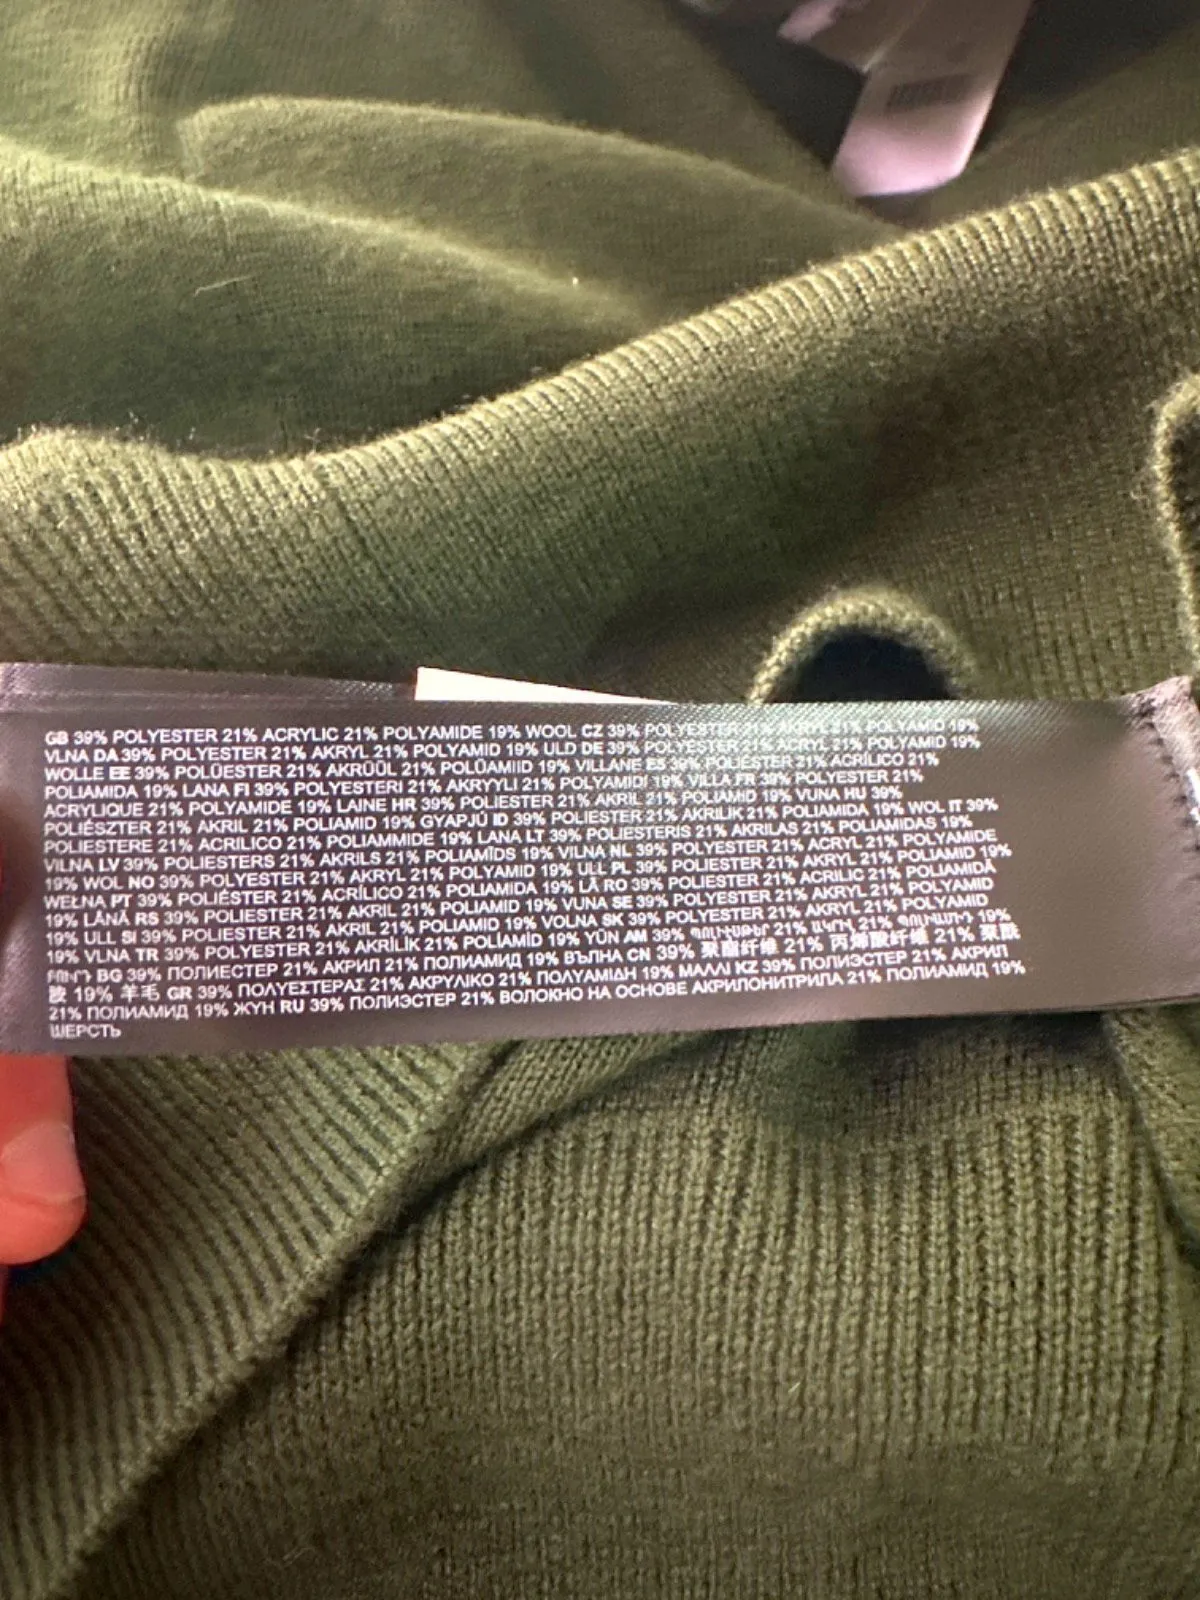 GB 39% POLYESTER 21% ACRYLIC 21% POLYAMIDE 19% WOOL CZ 39% POLYESTER 21% AKRYL 21% POLYAMID 19%
VLNA DA 39% POLYESTER 21% AKRYL 21% POLYAMID 19% ULD DE 39% POLYESTER 21% ACRYL 21% POLYAMID 19%
WOLLE EE 39% POLÜESTER 21% AKRÜÜL 21% POLÜAMIID 19% VILLANE ES 39% POLIÉSTER 21% ACRÍLICO 21%
POLIAMIDA 19% LANA FI 39% POLYESTERI 21% AKRYYLI 21% POLYAMIDI 19% VILLA FR 39% POLYESTER 21%
ACRYLIQUE 21% POLYAMIDE 19% LAINE HR 39% POLIESTER 21% AKRIL 21% POLIAMID 19% VUNA HU 39%
POLIÉSZTER 21% AKRIL 21% POLIAMID 19% GYAPJÚ ID 39% POLIESTER 21% AKRILIK 21% POLIAMIDA 19% WOL IT 39%
POLIESTERE 21% ACRILICO 21% POLIAMMIDE 19% LANA LT 39% POLIESTERIS 21% AKRILAS 21% POLIAMIDAS 19%
VILNA LV 39% POLIESTERS 21% AKRILS 21% POLIAMĪDS 19% VILNA NL 39% POLYESTER 21% ACRYL 21% POLYAMIDE
19% WOL NO 39% POLYESTER 21% AKRYL 21% POLYAMID 19% ULL PL 39% POLIESTER 21% AKRYL 21% POLIAMID 19%
WEŁNA PT 39% POLIÉSTER 21% ACRÍLICO 21% POLIAMIDA 19% LÃ RO 39% POLIESTER 21% ACRILIC 21% POLIAMIDĂ
19% LÂNĂ RS 39% POLIESTER 21% AKRIL 21% POLIAMID 19% VUNA SE 39% POLYESTER 21% AKRYL 21% POLYAMID
19% ULL SI 39% POLIESTER 21% AKRIL 21% POLIAMID 19% VOLNA SK 39% POLYESTER 21% AKRYL 21% POLYAMID
19% VLNA TR 39% POLYESTER 21% AKRİLİK 21% POLİAMİD 19% YÜN AM 39% 21% 21% 19%
BG 39% ПОЛИЕСТЕР 21% АКРИЛ 21% ПОЛИАМИД 19% ВЪЛНА CN 39% 聚酯纤维 21% 丙烯酸纤维 21% 聚酰
胺 19% 羊毛 GR 39% ΠΟΛΥΕΣΤΕΡΑΣ 21% ΑΚΡΥΛΙΚΟ 21% ΠΟΛΥΑΜΙΔΗ 19% ΜΑΛΛΙ KZ 39% ПОЛИЭСТЕР 21% АКРИЛ
21% ПОЛИАМИД 19% ЖҮН RU 39% ПОЛИЭСТЕР 21% ВОЛОКНО НА ОСНОВЕ АКРИЛОНИТРИЛА 21% ПОЛИАМИД 19%
ШЕРСТЬ